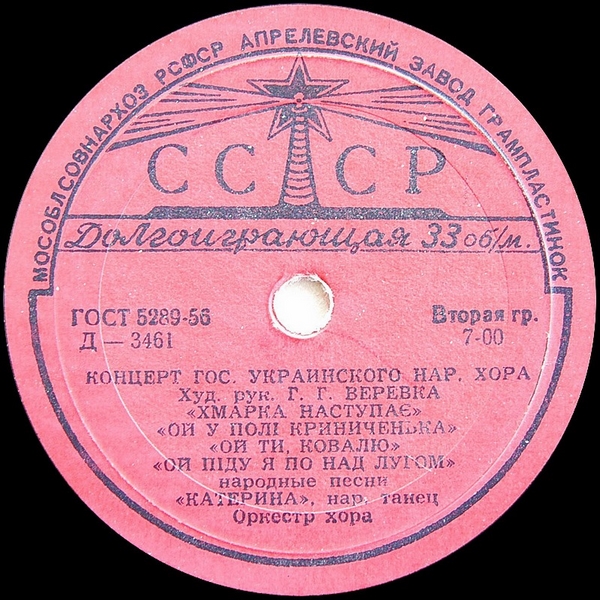 МОСОБЛСОВНАРХОЗ РСФСР АПРЕЛЕВСКИЙ ЗАВОД ГРАМПЛАСТИНОК
СССР
Долгоиграющая 33 об/м.
ГОСТ 5289-56
Вторая гр.
Д — 3461
7-00
КОНЦЕРТ ГОС. УКРАИНСКОГО НАР. ХОРА
Худ. рук. Г. Г. ВЕРЕВКА
«ХМАРКА НАСТУПАЄ»
«ОЙ У ПОЛІ КРИНИЧЕНЬКА»
«ОЙ ТИ, КОВАЛЮ»
«ОЙ ПІДУ Я ПО НАД ЛУГОМ»
народные песни
«КАТЕРИНА», нар. танец
Оркестр хора